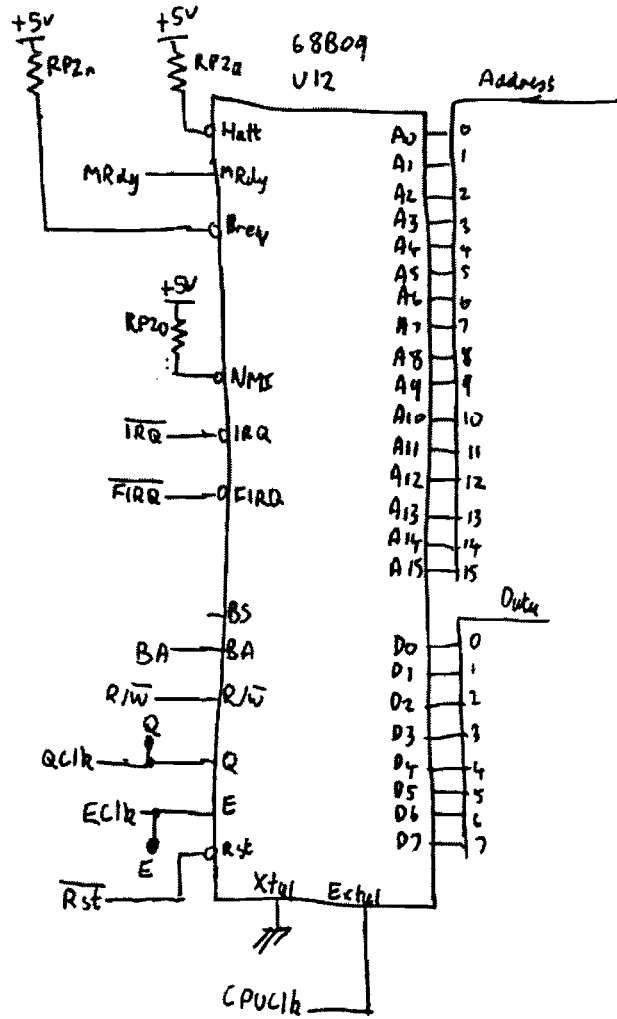 +5V
RP2n
+5V
RP2
68B09
U12
Address
Halt
MRdy
MRdy
Breq
+5V
RP20
NMI
IRQ
IRQ
FIRQ
FIRQ
BS
BA
BA
R/W
R/W
Q
QClk
Q
EClk
E
E
Rst
Rst
Xtal
Extal
CPUClk
A0 0
A1 1
A2 2
A3 3
A4 4
A5 5
A6 6
A7 7
A8 8
A9 9
A10 10
A11 11
A12 12
A13 13
A14 14
A15 15
Data
D0 0
D1 1
D2 2
D3 3
D4 4
D5 5
D6 6
D7 7